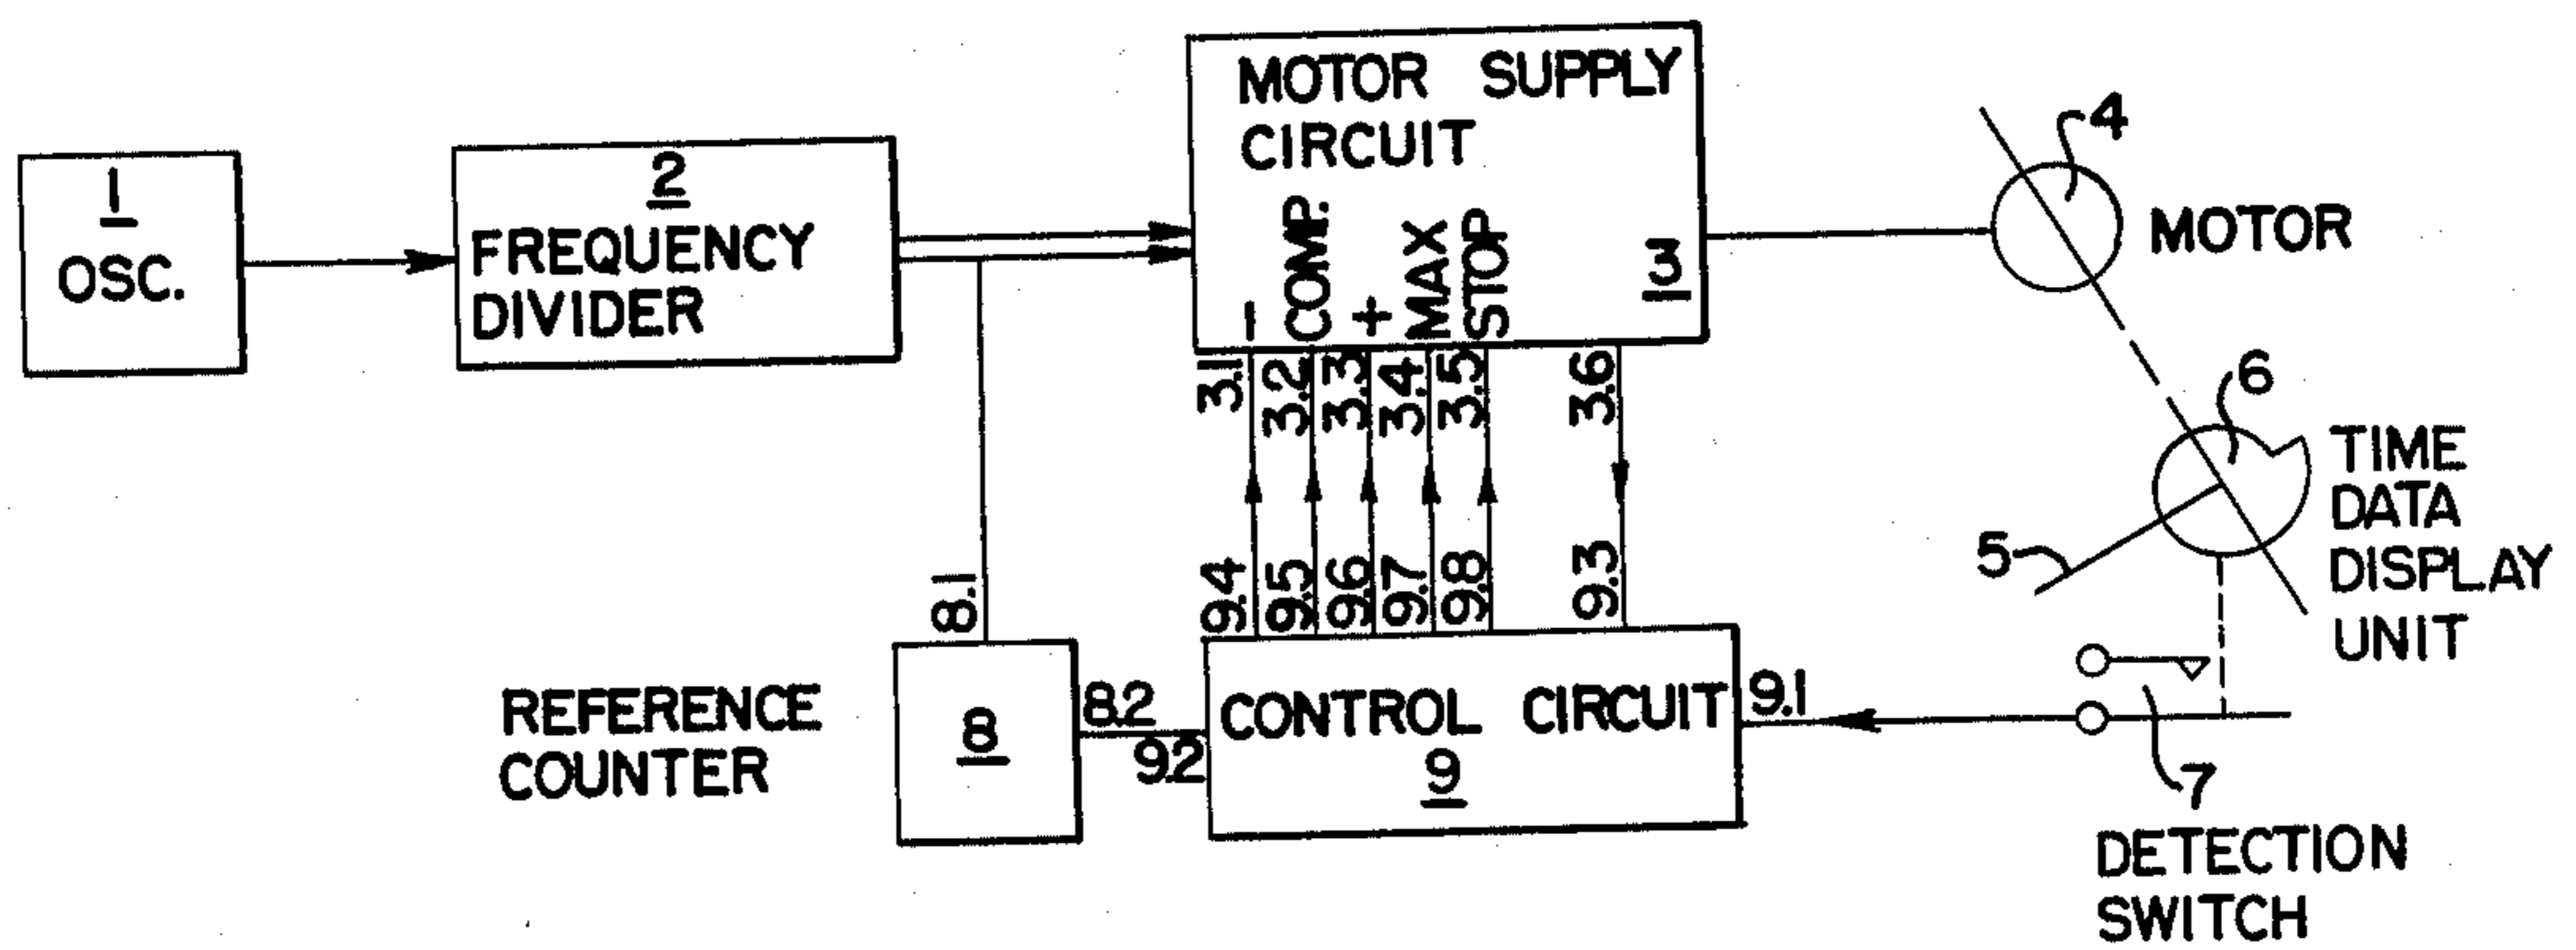 1
OSC.
2
FREQUENCY
DIVIDER
MOTOR SUPPLY
CIRCUIT
3
−
COMP.
+
MAX
STOP
3.1
3.2
3.3
3.4
3.5
3.6
4
MOTOR
6
5
TIME
DATA
DISPLAY
UNIT
8.1
9.4
9.5
9.6
9.7
9.8
9.3
REFERENCE
COUNTER
8
8.2
9.2
CONTROL CIRCUIT
9
9.1
7
DETECTION
SWITCH